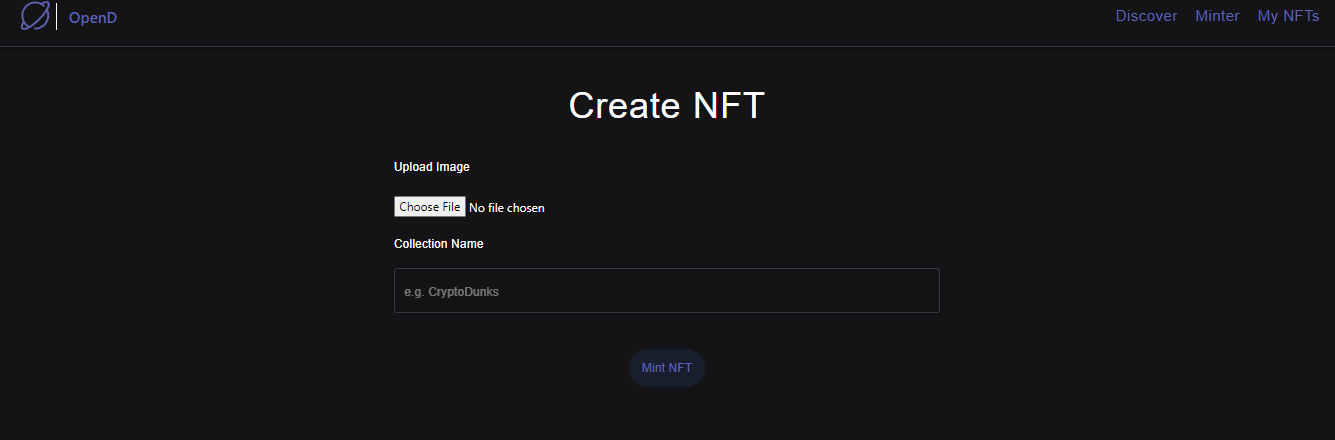 OpenD
Discover Minter My NFTs
Create NFT
Upload Image
Choose File No file chosen
Collection Name
e.g. CryptoDunks
Mint NFT